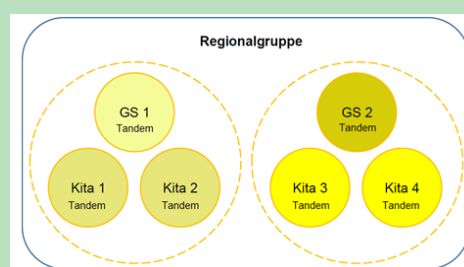 Regionalgruppe
GS 1
Tandem
GS 2
Tandem
Kita 1
Tandem
Kita 2
Tandem
Kita 3
Tandem
Kita 4
Tandem